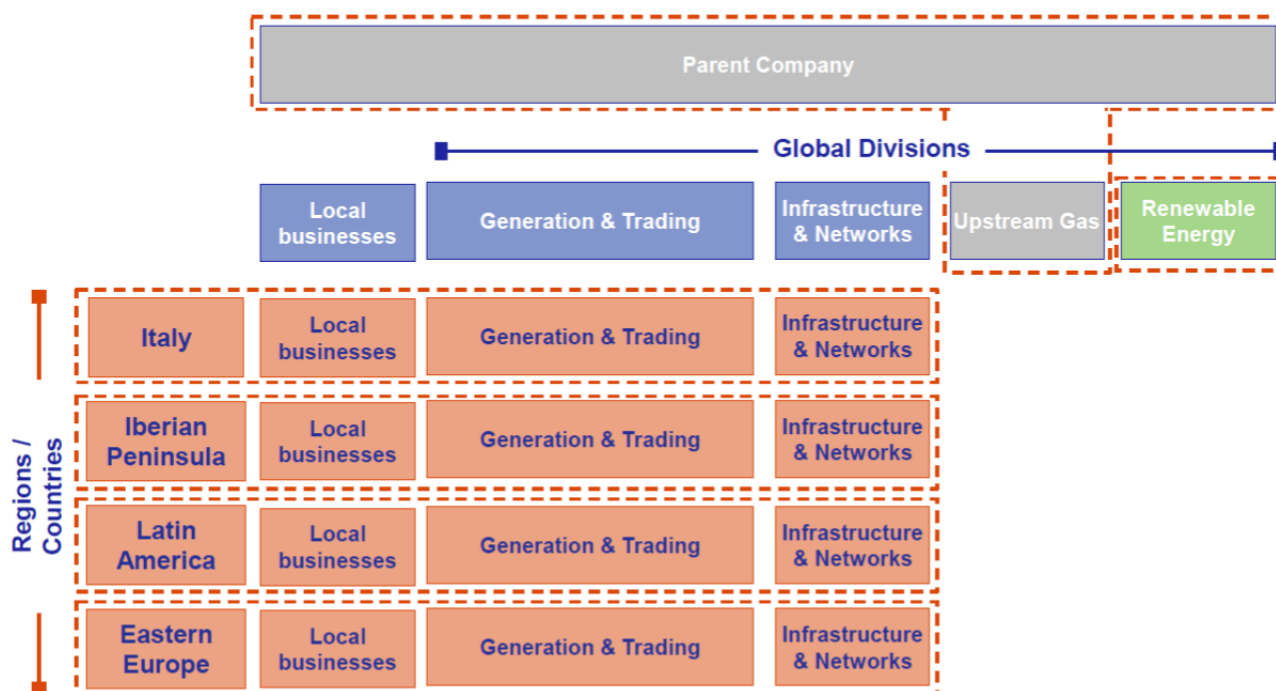 Parent Company
Global Divisions
Local
businesses
Generation & Trading
Infrastructure
& Networks
Upstream Gas
Renewable
Energy
Regions /
Countries
Italy
Local
businesses
Generation & Trading
Infrastructure
& Networks
Iberian
Peninsula
Local
businesses
Generation & Trading
Infrastructure
& Networks
Latin
America
Local
businesses
Generation & Trading
Infrastructure
& Networks
Eastern
Europe
Local
businesses
Generation & Trading
Infrastructure
& Networks